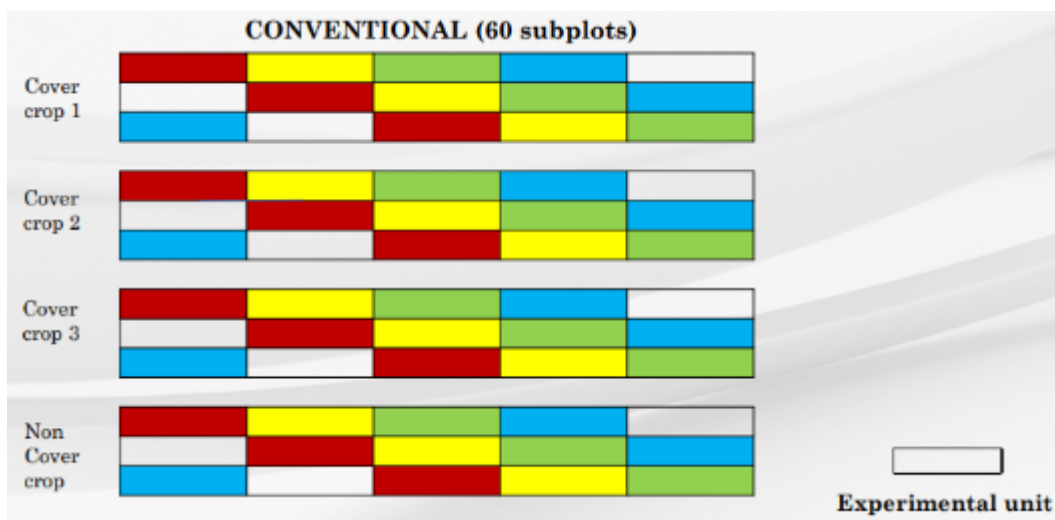 CONVENTIONAL (60 subplots)
Cover
crop 1
Cover
crop 2
Cover
crop 3
Non
Cover
crop
Experimental unit